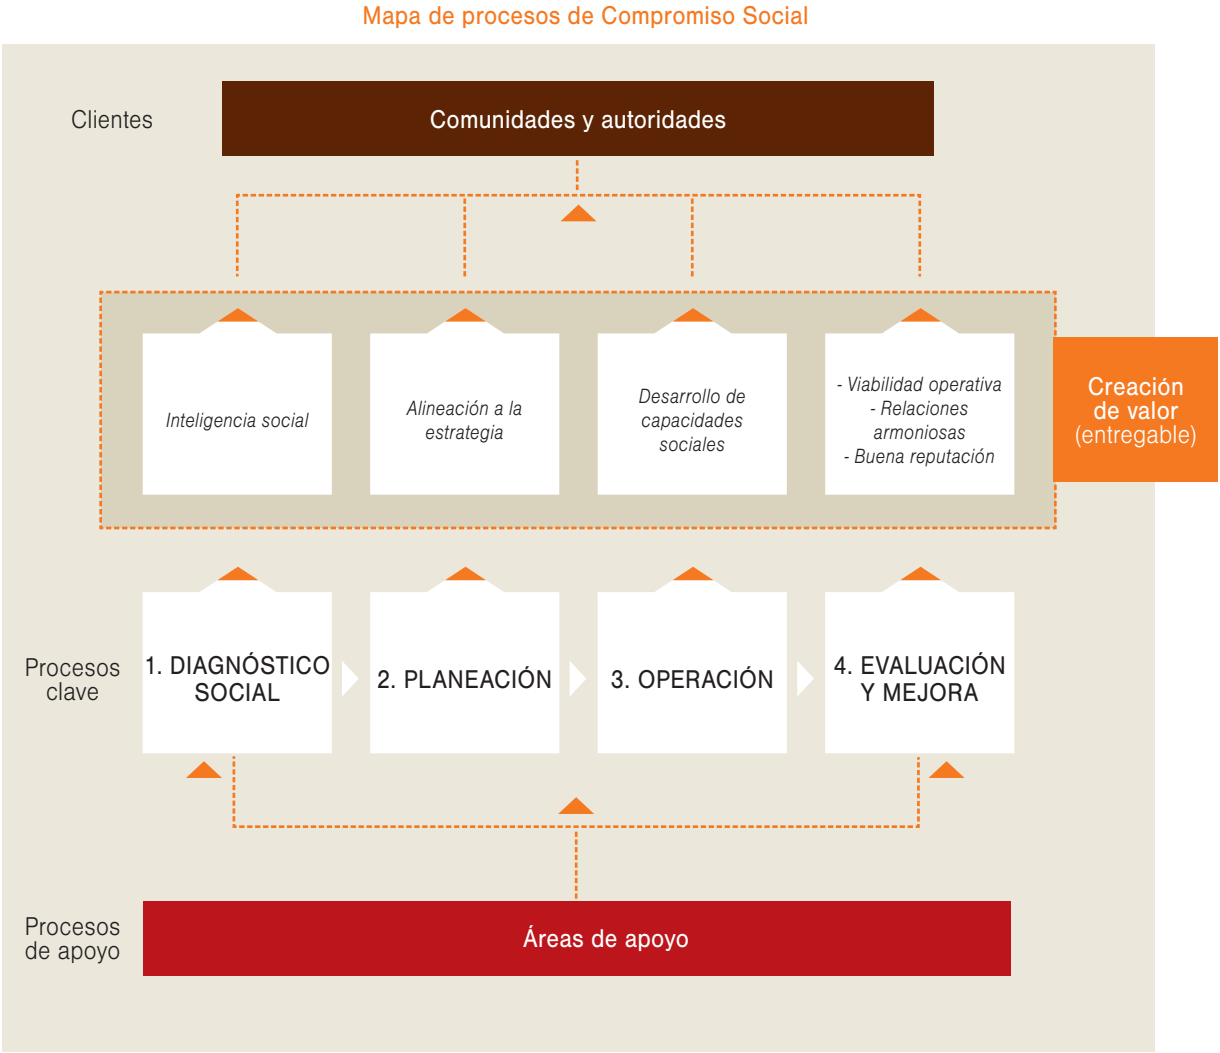 Mapa de procesos de Compromiso Social
Clientes
Comunidades y autoridades
Inteligencia social
Alineación a la
estrategia
Desarrollo de
capacidades
sociales
- Viabilidad operativa
- Relaciones
armoniosas
- Buena reputación
Creación
de valor
(entregable)
Procesos
clave
1. DIAGNÓSTICO
SOCIAL
2. PLANEACIÓN
3. OPERACIÓN
4. EVALUACIÓN
Y MEJORA
Procesos
de apoyo
Áreas de apoyo